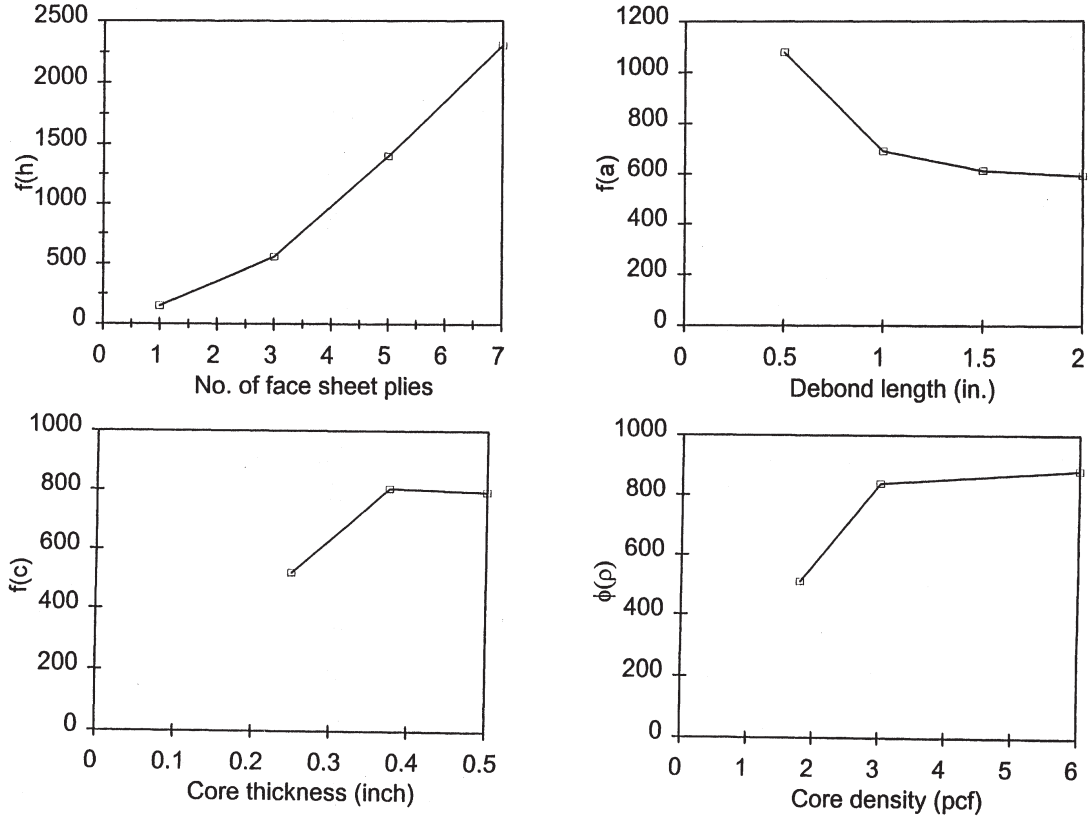 2500
2000
1500
1000
500
0
f(h)
0 1 2 3 4 5 6 7
No. of face sheet plies
1200
1000
800
600
400
200
0
f(a)
0 0.5 1 1.5 2
Debond length (in.)
1000
800
600
400
200
0
f(c)
0 0.1 0.2 0.3 0.4 0.5
Core thickness (inch)
1000
800
600
400
200
0
ϕ(ρ)
0 1 2 3 4 5 6
Core density (pcf)